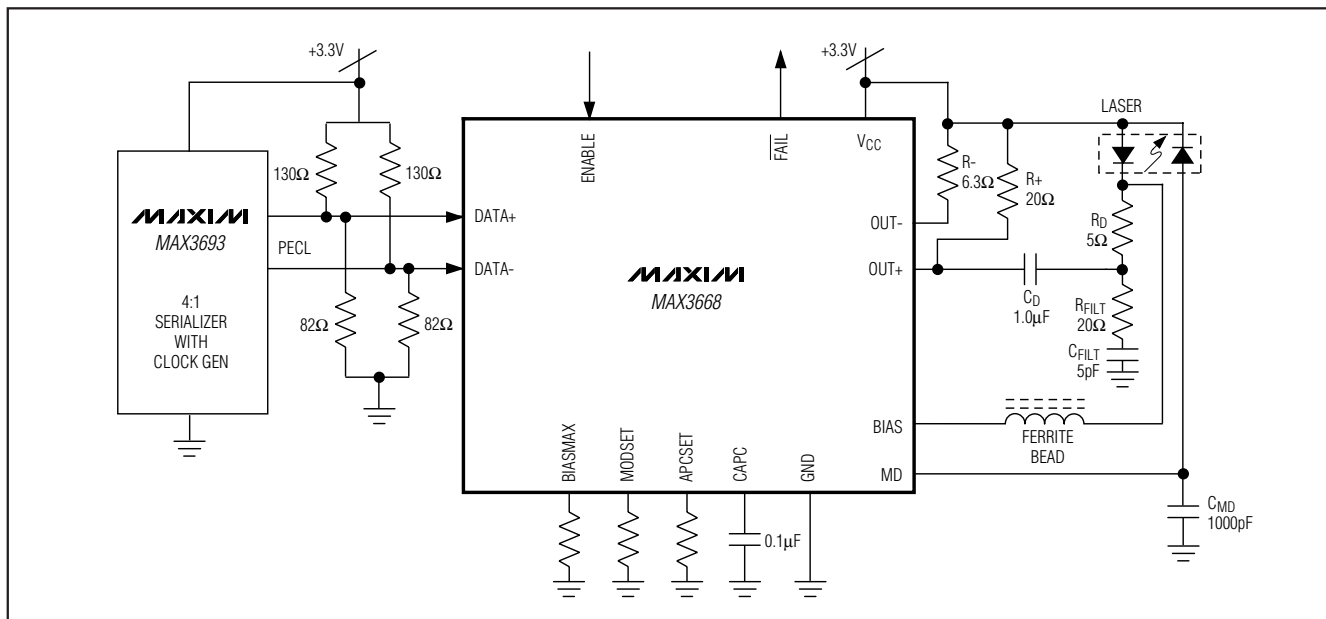 +3.3V
130Ω
130Ω
MAXIM
MAX3693
PECL
4:1
SERIALIZER
WITH
CLOCK GEN
82Ω
82Ω
ENABLE
FAIL
+3.3V
VCC
DATA+
DATA-
MAXIM
MAX3668
OUT-
OUT+
BIAS
MD
BIASMAX
MODSET
APCSET
CAPC
GND
0.1µF
R-
6.3Ω
R+
20Ω
LASER
RD
5Ω
CD
1.0µF
RFILT
20Ω
CFILT
5pF
FERRITE
BEAD
CMD
1000pF